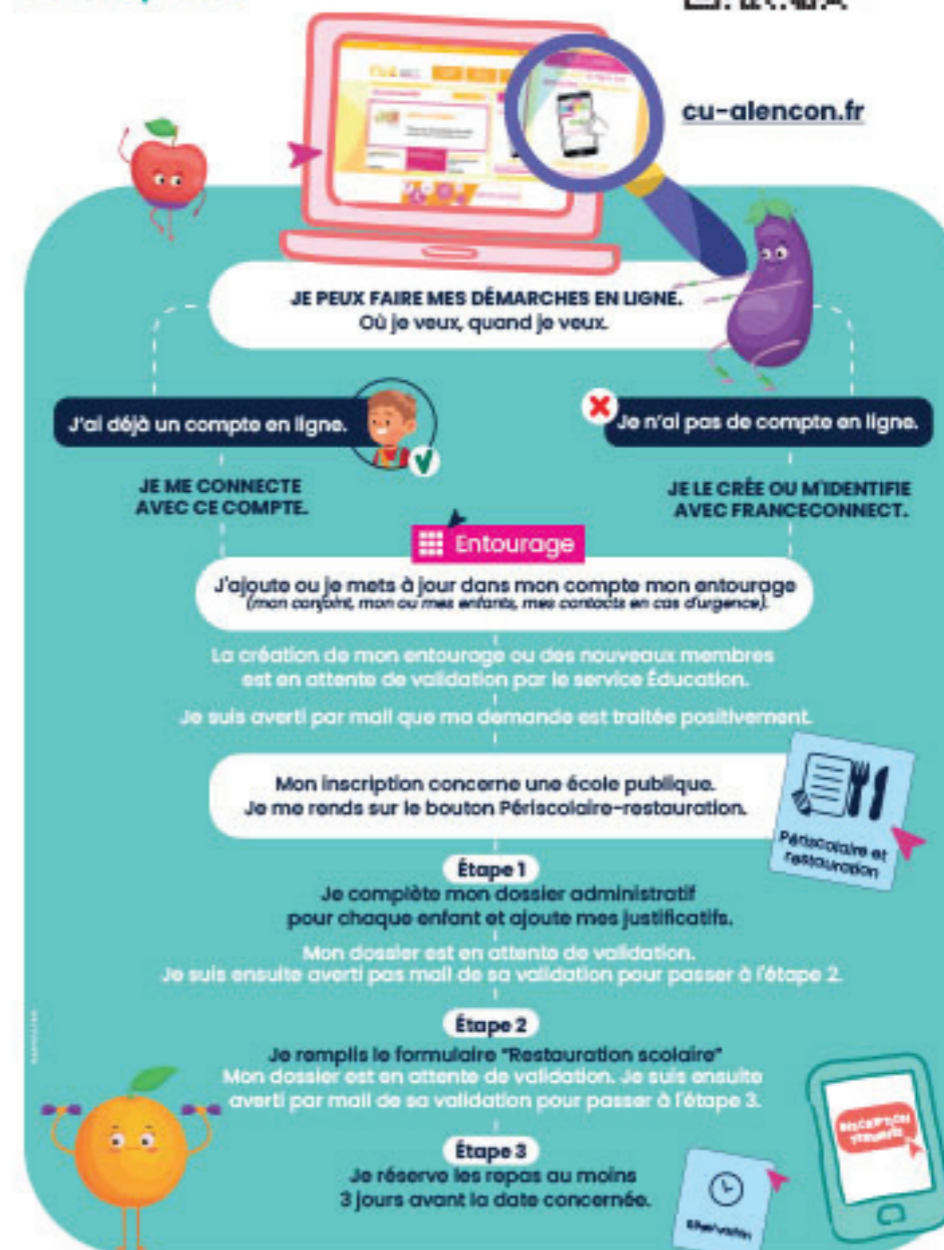 cu-alencon.fr
JE PEUX FAIRE MES DÉMARCHES EN LIGNE.
Où je veux, quand je veux.
J'ai déjà un compte en ligne.
Je n'ai pas de compte en ligne.
JE ME CONNECTE
AVEC CE COMPTE.
JE LE CRÉE OU M'IDENTIFIE
AVEC FRANCECONNECT.
Entourage
J'ajoute ou je mets à jour dans mon compte mon entourage
(mon conjoint, mon ou mes enfants, mes contacts en cas d'urgence).
La création de mon entourage ou des nouveaux membres
est en attente de validation par le service Éducation.
Je suis averti par mail que ma demande est traitée positivement.
Mon inscription concerne une école publique.
Je me rends sur le bouton Périscolaire-restauration.
Périscolaire et
restauration
Étape 1
Je complète mon dossier administratif
pour chaque enfant et ajoute mes justificatifs.
Mon dossier est en attente de validation.
Je suis ensuite averti pas mail de sa validation pour passer à l'étape 2.
Étape 2
Je remplis le formulaire "Restauration scolaire"
Mon dossier est en attente de validation. Je suis ensuite
averti par mail de sa validation pour passer à l'étape 3.
Étape 3
Je réserve les repas au moins
3 jours avant la date concernée.
INSCRIPTION
TERMINÉE